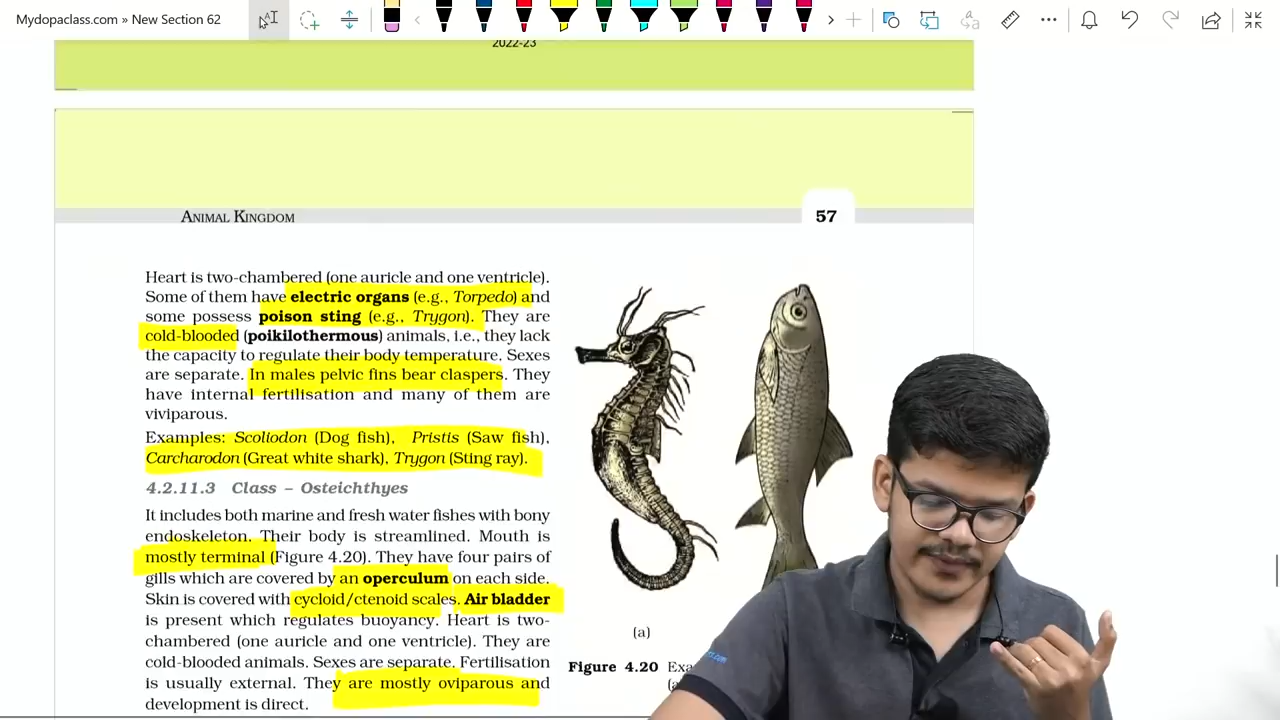 Mydopaclass.com » New Section 62
2022-23
ANIMAL KINGDOM
57
Heart is two-chambered (one auricle and one ventricle).
Some of them have electric organs (e.g., Torpedo) and
some possess poison sting (e.g., Trygon). They are
cold-blooded (poikilothermous) animals, i.e., they lack
the capacity to regulate their body temperature. Sexes
are separate. In males pelvic fins bear claspers. They
have internal fertilisation and many of them are
viviparous.
Examples: Scoliodon (Dog fish), Pristis (Saw fish),
Carcharodon (Great white shark), Trygon (Sting ray).
4.2.11.3 Class – Osteichthyes
It includes both marine and fresh water fishes with bony
endoskeleton. Their body is streamlined. Mouth is
mostly terminal (Figure 4.20). They have four pairs of
gills which are covered by an operculum on each side.
Skin is covered with cycloid/ctenoid scales. Air bladder
is present which regulates buoyancy. Heart is two-
chambered (one auricle and one ventricle). They are
cold-blooded animals. Sexes are separate. Fertilisation
is usually external. They are mostly oviparous and
development is direct.
(a)
Figure 4.20